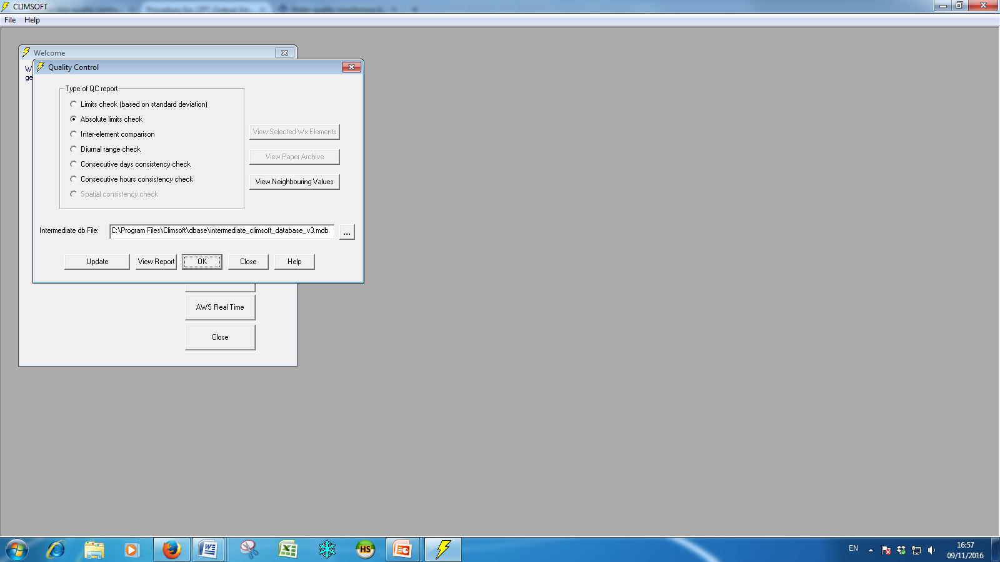 CLIMSOFT
File Help
Welcome
W
ge
Quality Control
Type of QC report
Limits check (based on standard deviation)
Absolute limits check
Inter-element comparison
Diurnal range check
Consecutive days consistency check
Consecutive hours consistency check
Spatial consistency check
View Selected Wx Elements
View Paper Archive
View Neighbouring Values
Intermediate db File: C:\Program Files\Climsoft\dbase\intermediate_climsoft_database_v3.mdb ...
Update View Report OK Close Help
AWS Real Time
Close
HS
EN
16:57
09/11/2016